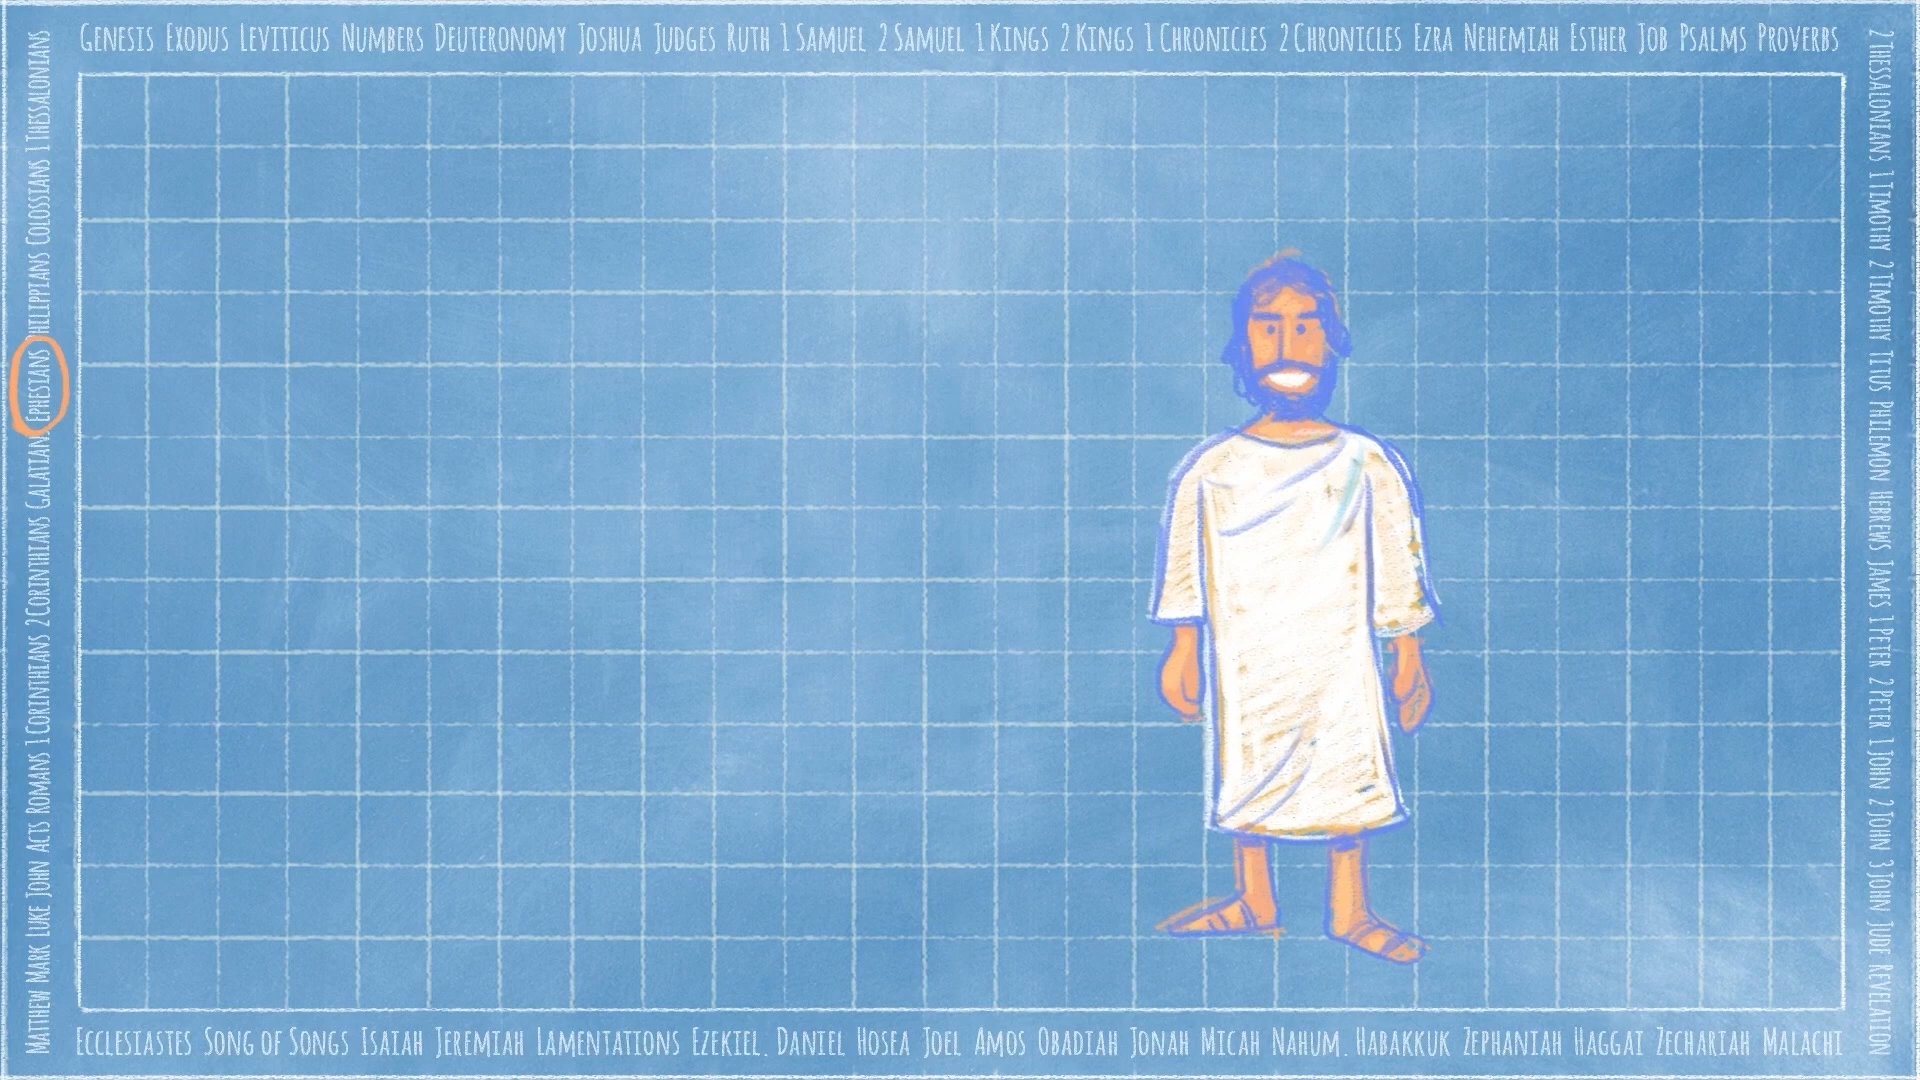 Genesis Exodus Leviticus Numbers Deuteronomy Joshua Judges Ruth 1 Samuel 2 Samuel 1 Kings 2 Kings 1 Chronicles 2 Chronicles Ezra Nehemiah Esther Job Psalms Proverbs
Ecclesiastes Song of Songs Isaiah Jeremiah Lamentations Ezekiel. Daniel Hosea Joel Amos Obadiah Jonah Micah Nahum. Habakkuk Zephaniah Haggai Zechariah Malachi
Matthew Mark Luke John Acts Romans 1 Corinthians 2 Corinthians Galatians Ephesians Philippians Colossians 1 Thessalonians
2 Thessalonians 1 Timothy 2 Timothy Titus Philemon Hebrews James 1 Peter 2 Peter 1 John 2 John 3 John Jude Revelation